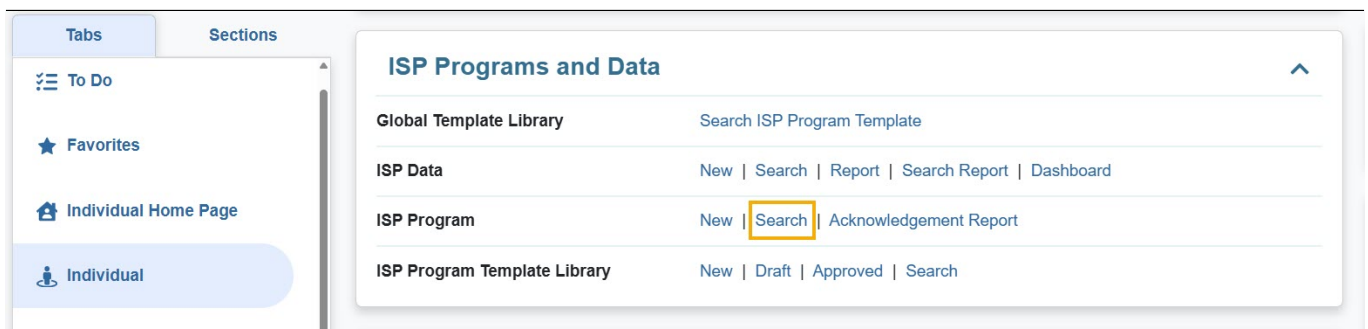 Tabs Sections
To Do
Favorites
Individual Home Page
Individual
ISP Programs and Data
Global Template Library Search ISP Program Template
ISP Data New | Search | Report | Search Report | Dashboard
ISP Program New | Search | Acknowledgement Report
ISP Program Template Library New | Draft | Approved | Search